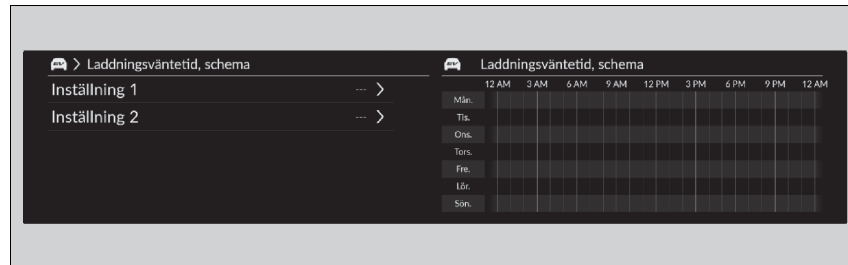 > Laddningsväntetid, schema
Inställning 1 --- >
Inställning 2 --- >
Laddningsväntetid, schema
12 AM 3 AM 6 AM 9 AM 12 PM 3 PM 6 PM 9 PM 12 AM
Mån.
Tis.
Ons.
Tors.
Fre.
Lör.
Sön.